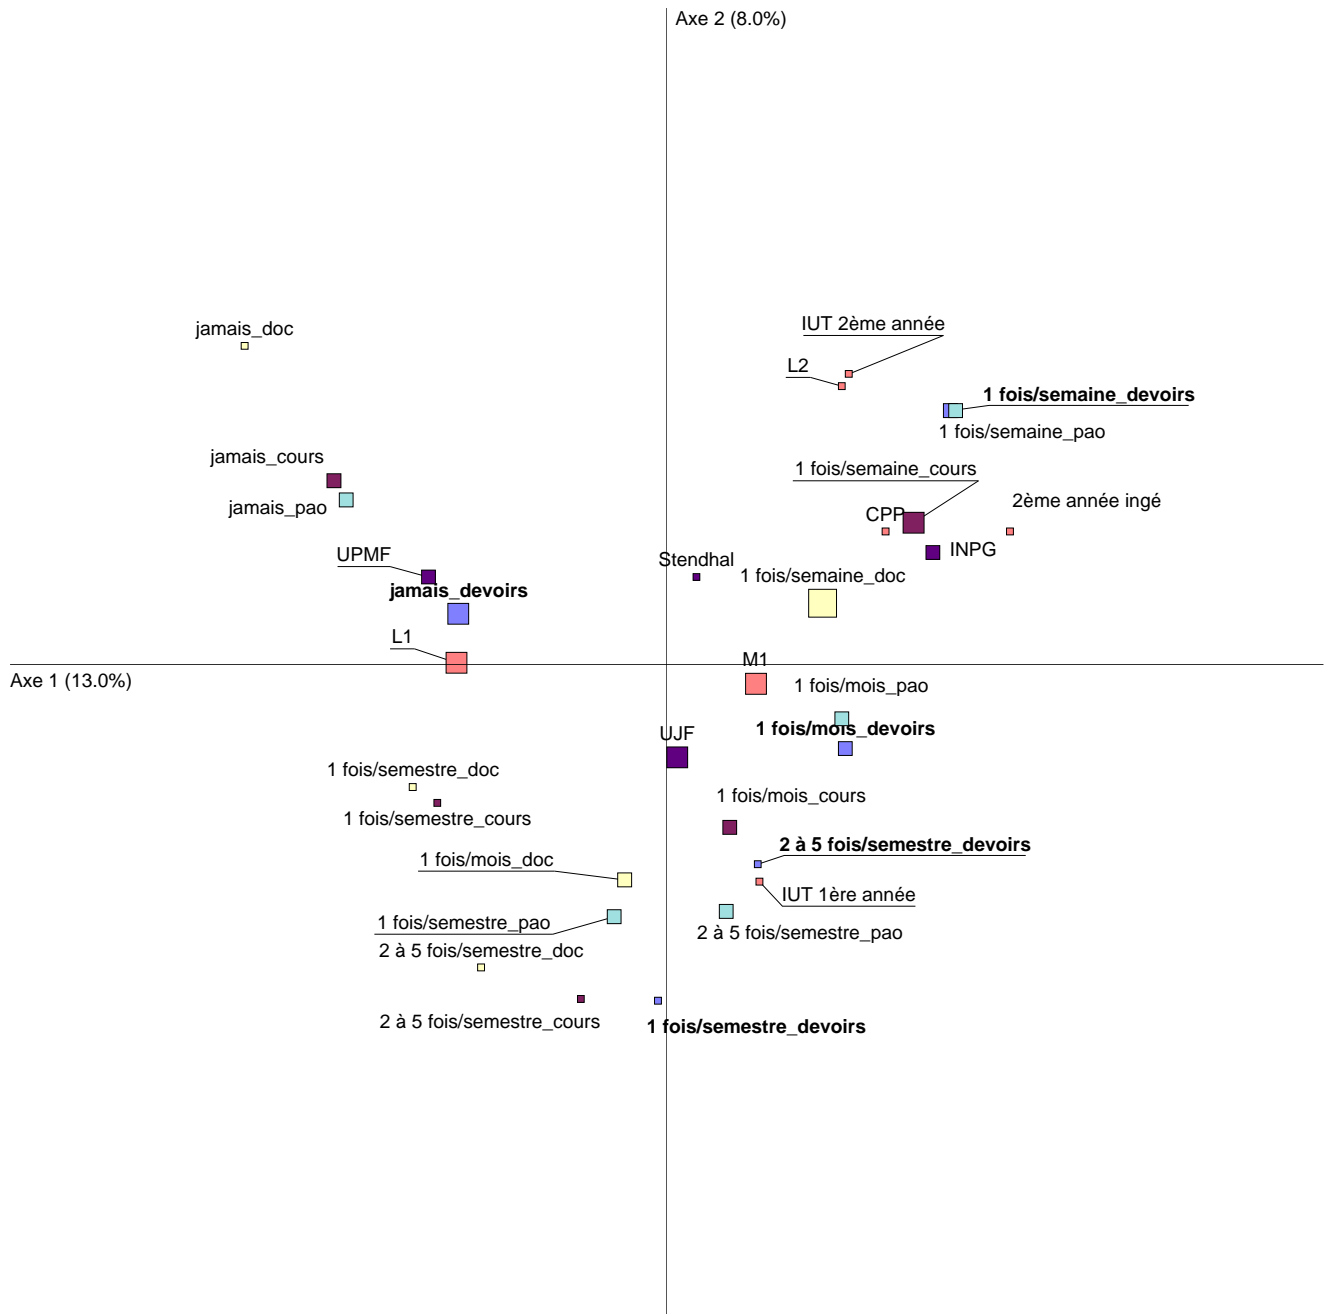 Axe 2 (8.0%)
IUT 2ème année
jamais_doc
L2
1 fois/semaine_devoirs
1 fois/semaine_pao
jamais_cours
1 fois/semaine_cours
2ème année ingé
jamais_pao
CPP
INPG
UPMF
Stendhal
1 fois/semaine_doc
jamais_devoirs
L1
M1
Axe 1 (13.0%)
1 fois/mois_pao
1 fois/mois_devoirs
UJF
1 fois/semestre_doc
1 fois/mois_cours
1 fois/semestre_cours
2 à 5 fois/semestre_devoirs
1 fois/mois_doc
IUT 1ère année
1 fois/semestre_pao
2 à 5 fois/semestre_pao
2 à 5 fois/semestre_doc
2 à 5 fois/semestre_cours
1 fois/semestre_devoirs